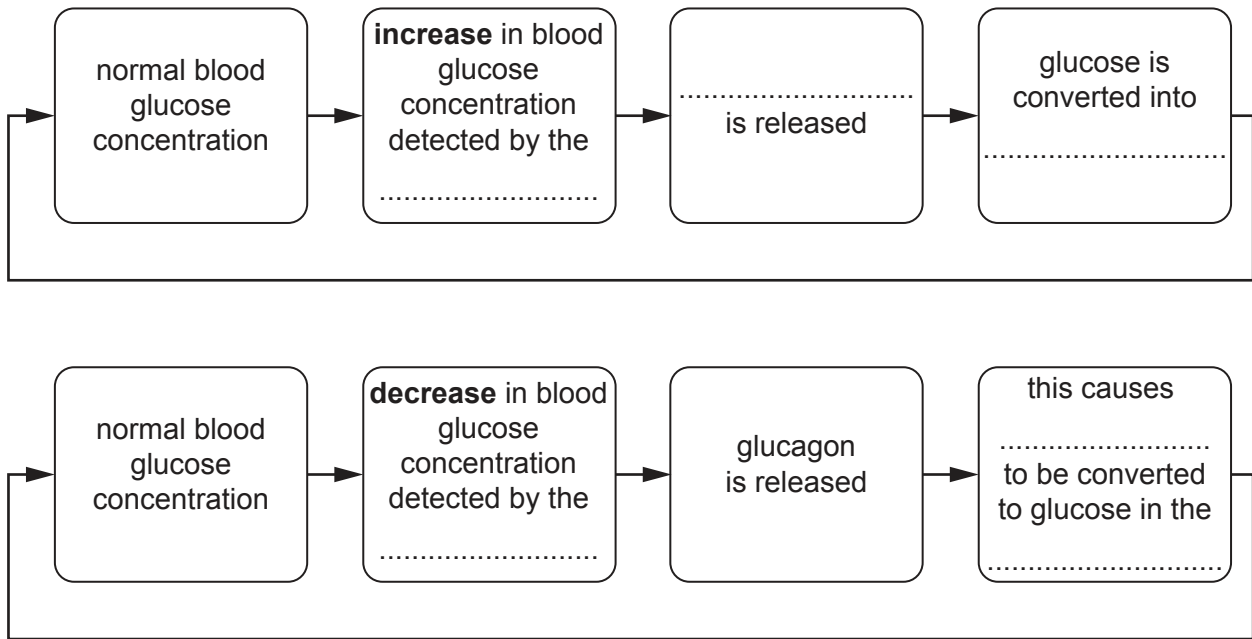 normal blood
glucose
concentration
increase in blood
glucose
concentration
detected by the
...........................
.............................
is released
glucose is
converted into
..............................
normal blood
glucose
concentration
decrease in blood
glucose
concentration
detected by the
...........................
glucagon
is released
this causes
..........................
to be converted
to glucose in the
.............................